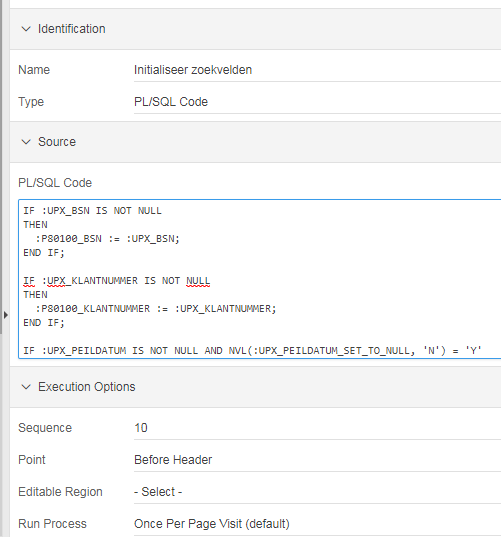 Identification
Name Initialiseer zoekvelden
Type PL/SQL Code
Source
PL/SQL Code
IF :UPX_BSN IS NOT NULL
THEN
:P80100_BSN := :UPX_BSN;
END IF;
IF :UPX_KLANTNUMMER IS NOT NULL
THEN
:P80100_KLANTNUMMER := :UPX_KLANTNUMMER;
END IF;
IF :UPX_PEILDATUM IS NOT NULL AND NVL(:UPX_PEILDATUM_SET_TO_NULL, 'N') = 'Y'
Execution Options
Sequence 10
Point Before Header
Editable Region - Select -
Run Process Once Per Page Visit (default)